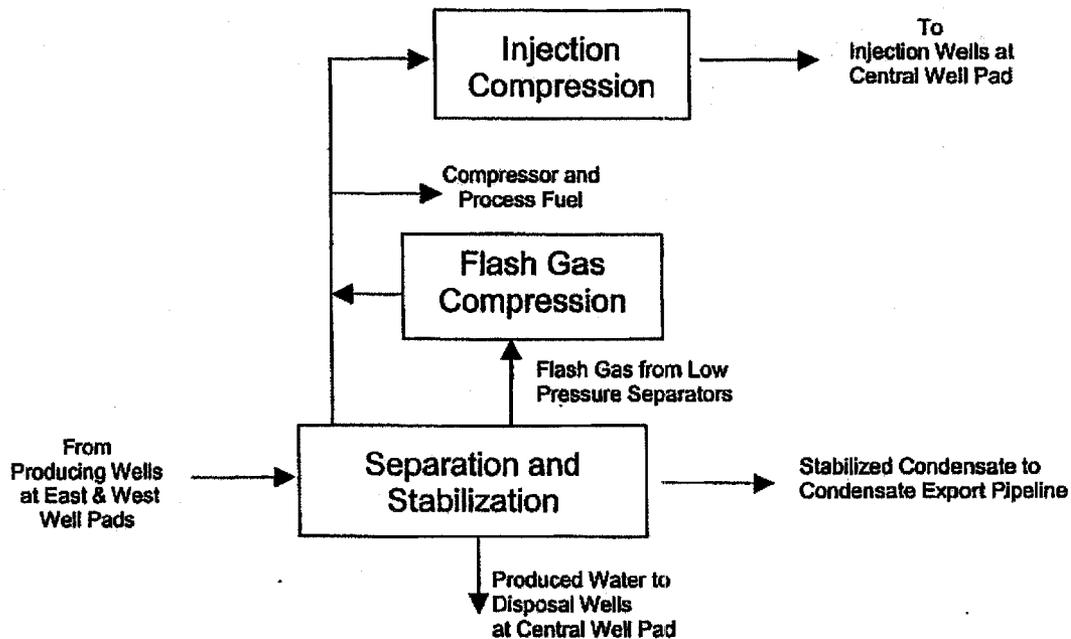 Injection
Compression
To
Injection Wells at
Central Well Pad
Compressor and
Process Fuel
Flash Gas
Compression
Flash Gas from Low
Pressure Separators
From
Producing Wells
at East & West
Well Pads
Separation and
Stabilization
Stabilized Condensate to
Condensate Export Pipeline
Produced Water to
Disposal Wells
at Central Well Pad